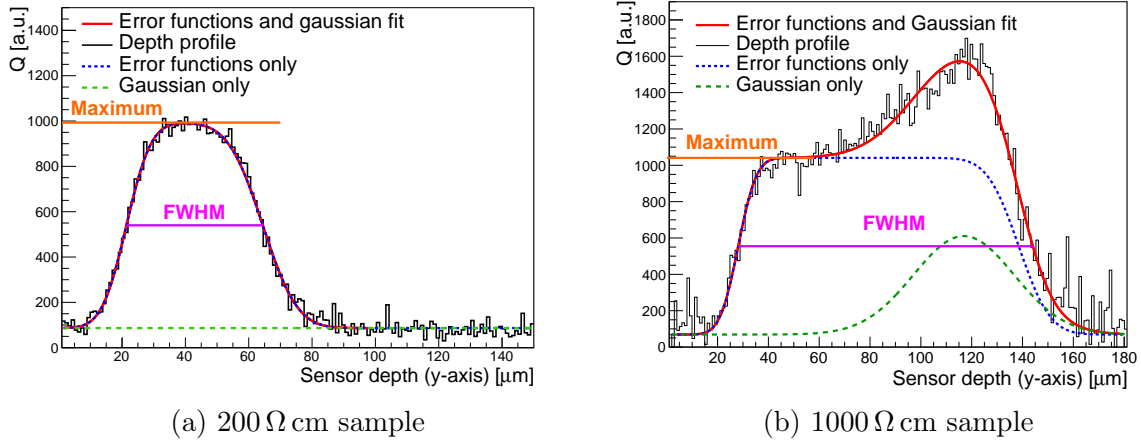 Q [a.u.]
1400
1200
1000
800
600
400
200
0
Error functions and gaussian fit
Depth profile
Error functions only
Gaussian only
Maximum
FWHM
20 40 60 80 100 120 140
Sensor depth (y-axis) [μm]
(a) 200 Ω cm sample
Q [a.u.]
1800
1600
1400
1200
1000
800
600
400
200
0
Error functions and Gaussian fit
Depth profile
Error functions only
Gaussian only
Maximum
FWHM
20 40 60 80 100 120 140 160 180
Sensor depth (y-axis) [μm]
(b) 1000 Ω cm sample